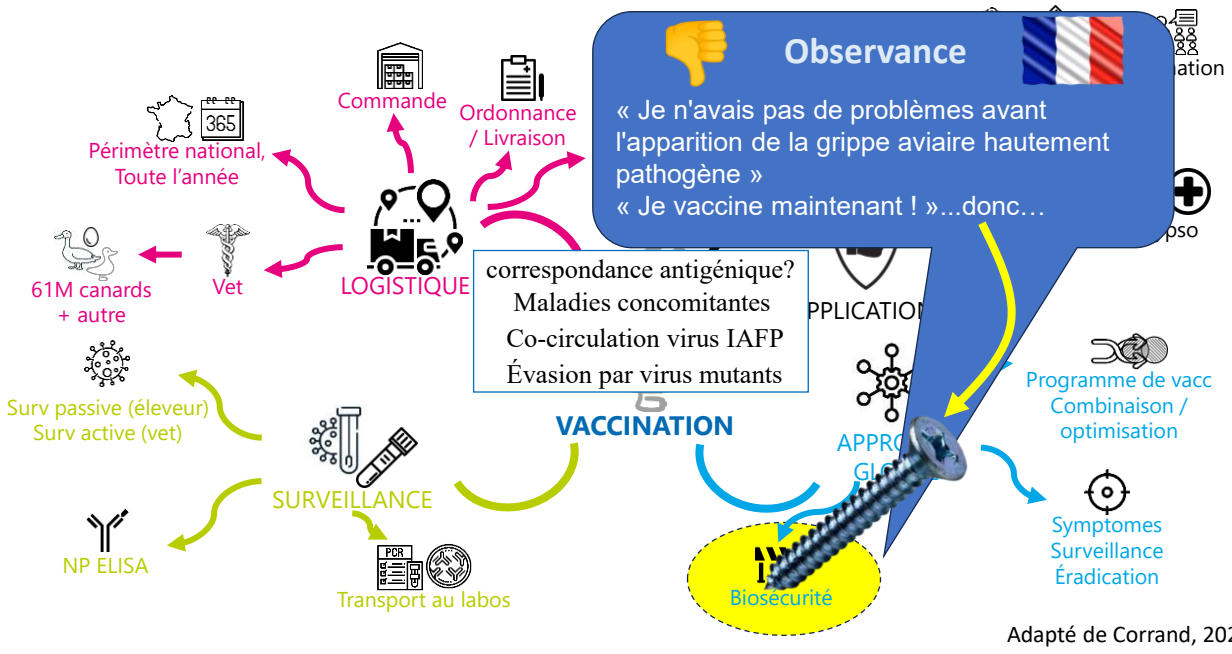 Observance
« Je n'avais pas de problèmes avant
l'apparition de la grippe aviaire hautement
pathogène »
« Je vaccine maintenant ! »...donc…
Commande
Ordonnance
/ Livraison
365
Périmètre national,
Toute l'année
61M canards
+ autre
Vet
LOGISTIQUE
correspondance antigénique?
Maladies concomitantes
Co-circulation virus IAFP
Évasion par virus mutants
VACCINATION
Surv passive (éleveur)
Surv active (vet)
SURVEILLANCE
NP ELISA
PCR
Transport au labos
Programme de vacc
Combinaison /
optimisation
Symptomes
Surveillance
Éradication
Biosécurité
Adapté de Corrand,